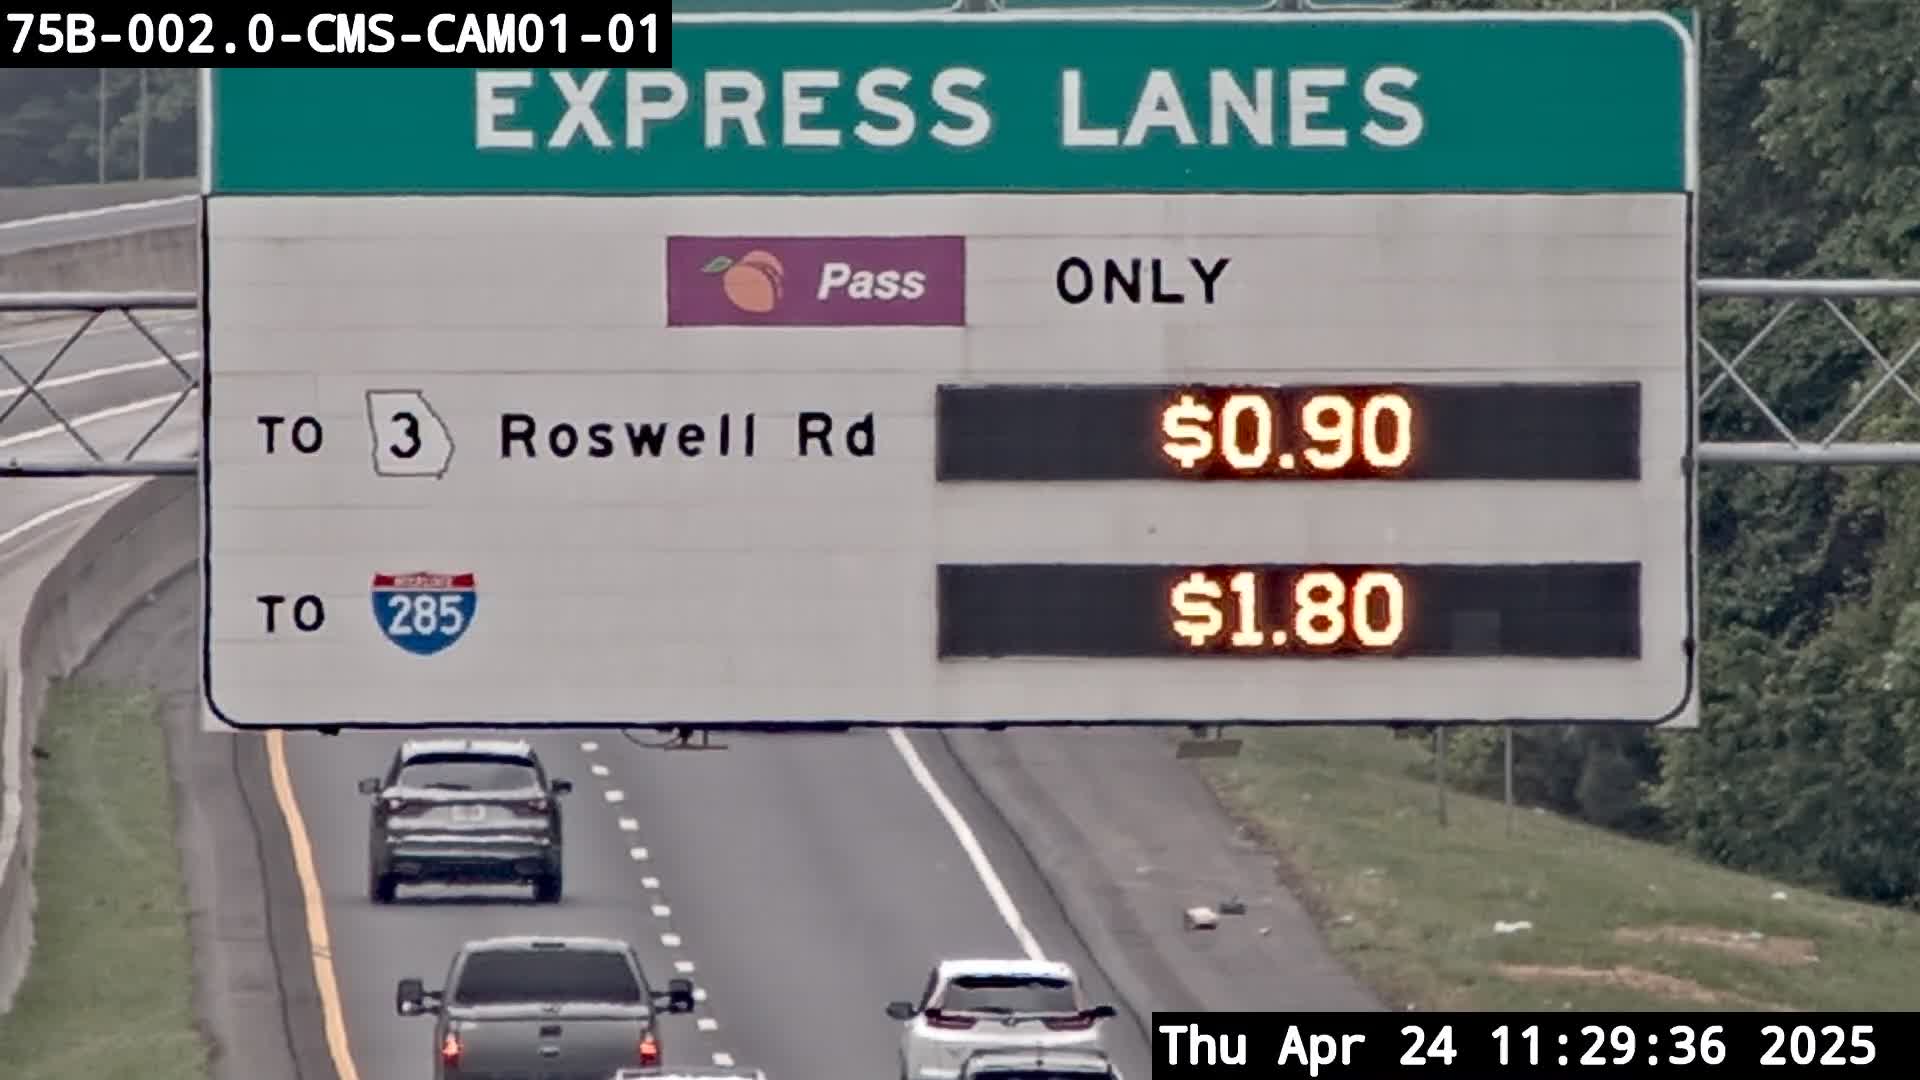 75B-002.0-CMS-CAM01-01
EXPRESS LANES
Pass ONLY
TO 3 Roswell Rd $0.90
TO INTERSTATE 285 $1.80
Thu Apr 24 11:29:36 2025